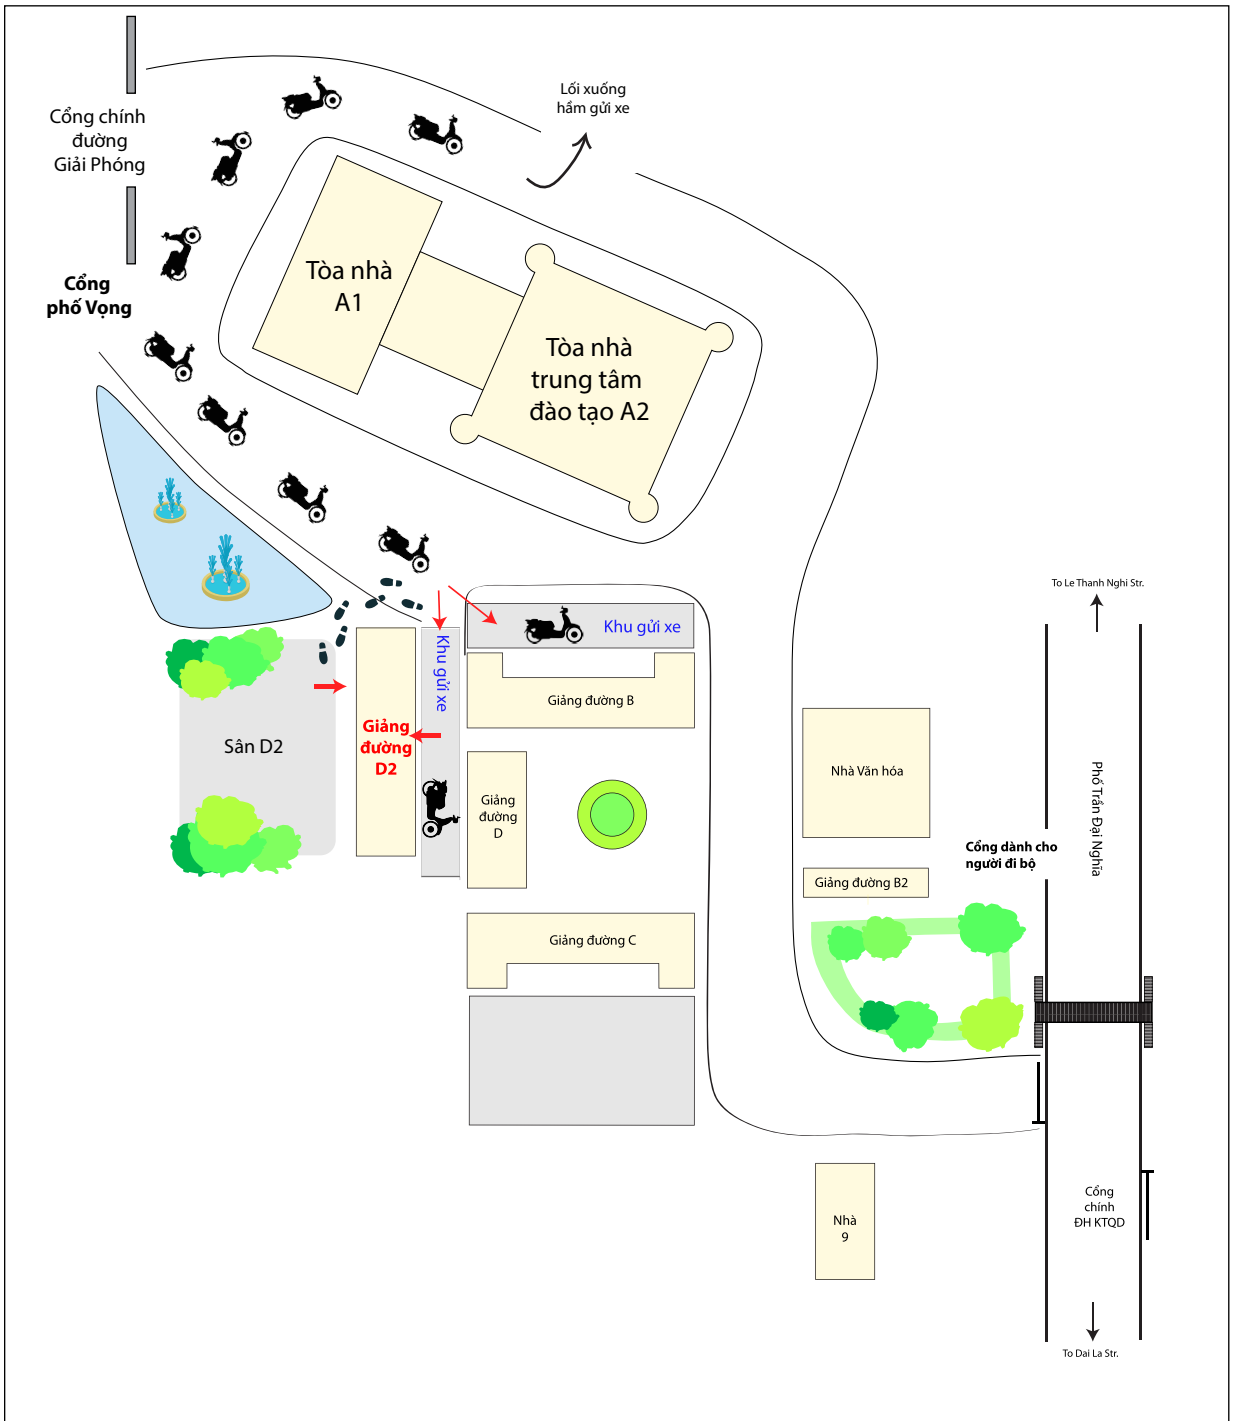 Lối xuống
hầm gửi xe
Cổng chính
đường
Giải Phóng
Cổng
phố Vọng
Tòa nhà
A1
Tòa nhà
trung tâm
đào tạo A2
To Le Thanh Nghi Str.
Khu gửi xe
Khu gửi xe
Giảng đường B
Giảng
đường
D2
Sân D2
Nhà Văn hóa
Phố Trần Đại Nghĩa
Giảng
đường
D
Cổng dành cho
người đi bộ
Giảng đường B2
Giảng đường C
Cổng
chính
ĐH KTQD
Nhà
9
To Dai La Str.